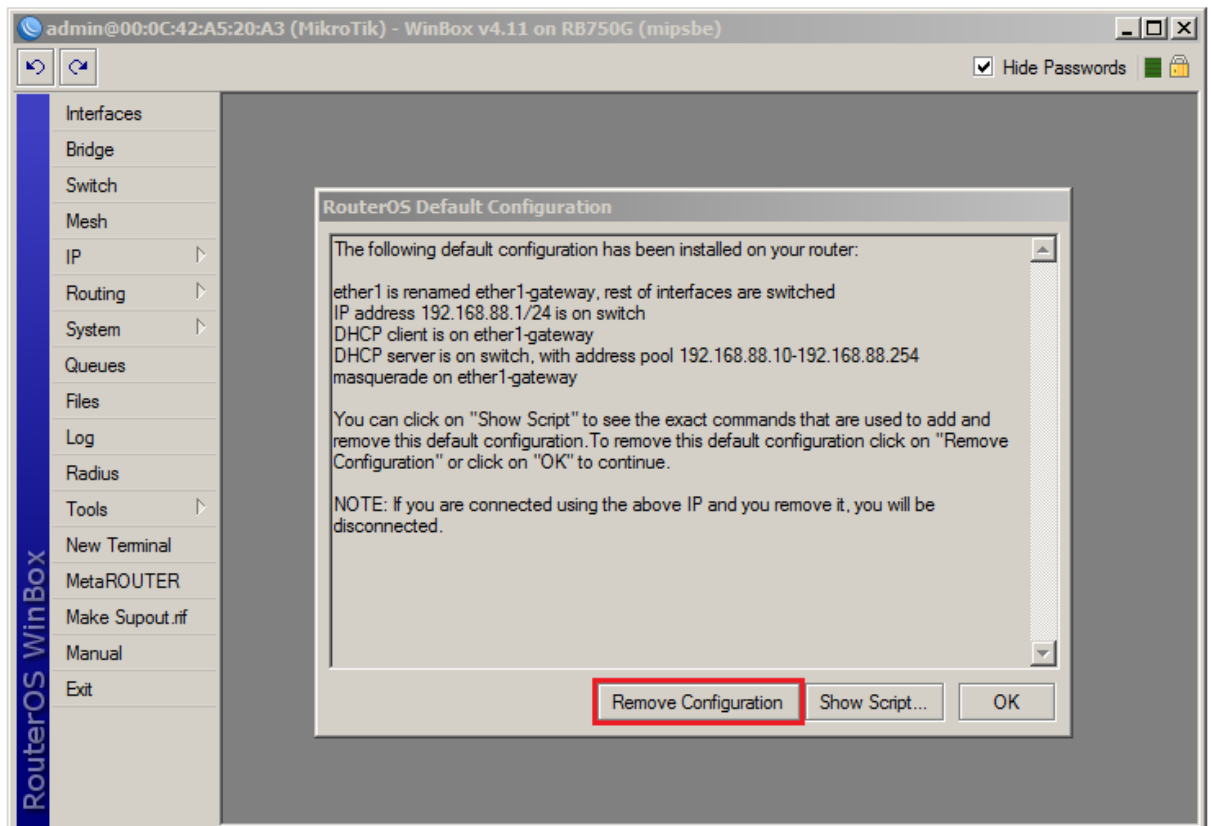 admin@00:0C:42:A5:20:A3 (MikroTik) - WinBox v4.11 on RB750G (mipsbe)
Hide Passwords
Interfaces
Bridge
Switch
Mesh
IP
Routing
System
Queues
Files
Log
Radius
Tools
New Terminal
MetaROUTER
Make Supout.rif
Manual
Exit
RouterOS WinBox
RouterOS Default Configuration
The following default configuration has been installed on your router:
ether1 is renamed ether1-gateway, rest of interfaces are switched
IP address 192.168.88.1/24 is on switch
DHCP client is on ether1-gateway
DHCP server is on switch, with address pool 192.168.88.10-192.168.88.254
masquerade on ether1-gateway
You can click on "Show Script" to see the exact commands that are used to add and
remove this default configuration.To remove this default configuration click on "Remove
Configuration" or click on "OK" to continue.
NOTE: If you are connected using the above IP and you remove it, you will be
disconnected.
Remove Configuration
Show Script...
OK